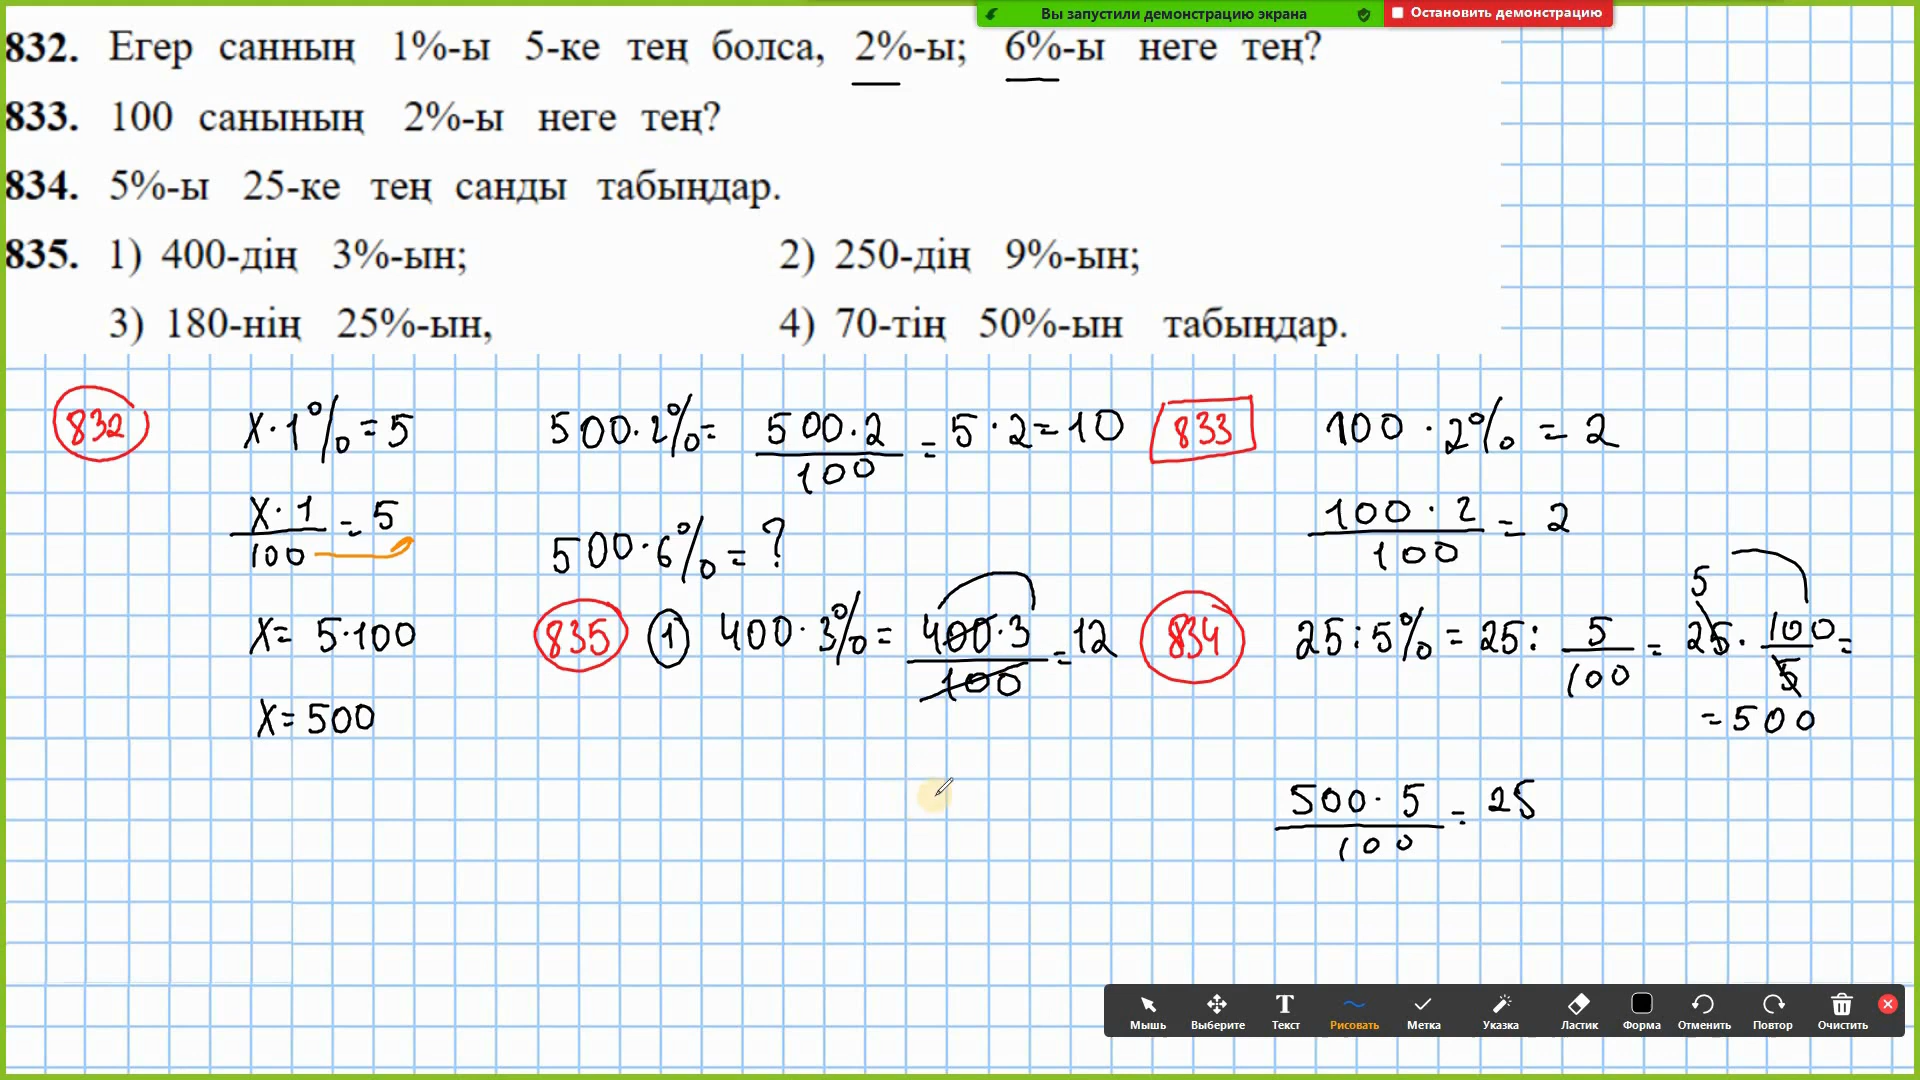 Вы запустили демонстрацию экрана
Остановить демонстрацию
832. Егер санның 1%-ы 5-ке тең болса, 2%-ы; 6%-ы неге тең?
833. 100 санының 2%-ы неге тең?
834. 5%-ы 25-ке тең санды табыңдар.
835. 1) 400-дің 3%-ын; 2) 250-дің 9%-ын;
3) 180-нің 25%-ын, 4) 70-тің 50%-ын табыңдар.
832
x · 1% = 5
x · 1
100
= 5
x = 5 · 100
x = 500
500 · 2% =
500 · 2
100
= 5 · 2 = 10
500 · 6% = ?
833
100 · 2% = 2
100 · 2
100
= 2
835
1
400 · 3% =
400 · 3
100
= 12
834
25 : 5% = 25 :
5
100
=
5
25 ·
100
5
=
= 500
500 · 5
100
= 25
Мышь
Выберите
Текст
Рисовать
Метка
Указка
Ластик
Форма
Отменить
Повтор
Очистить